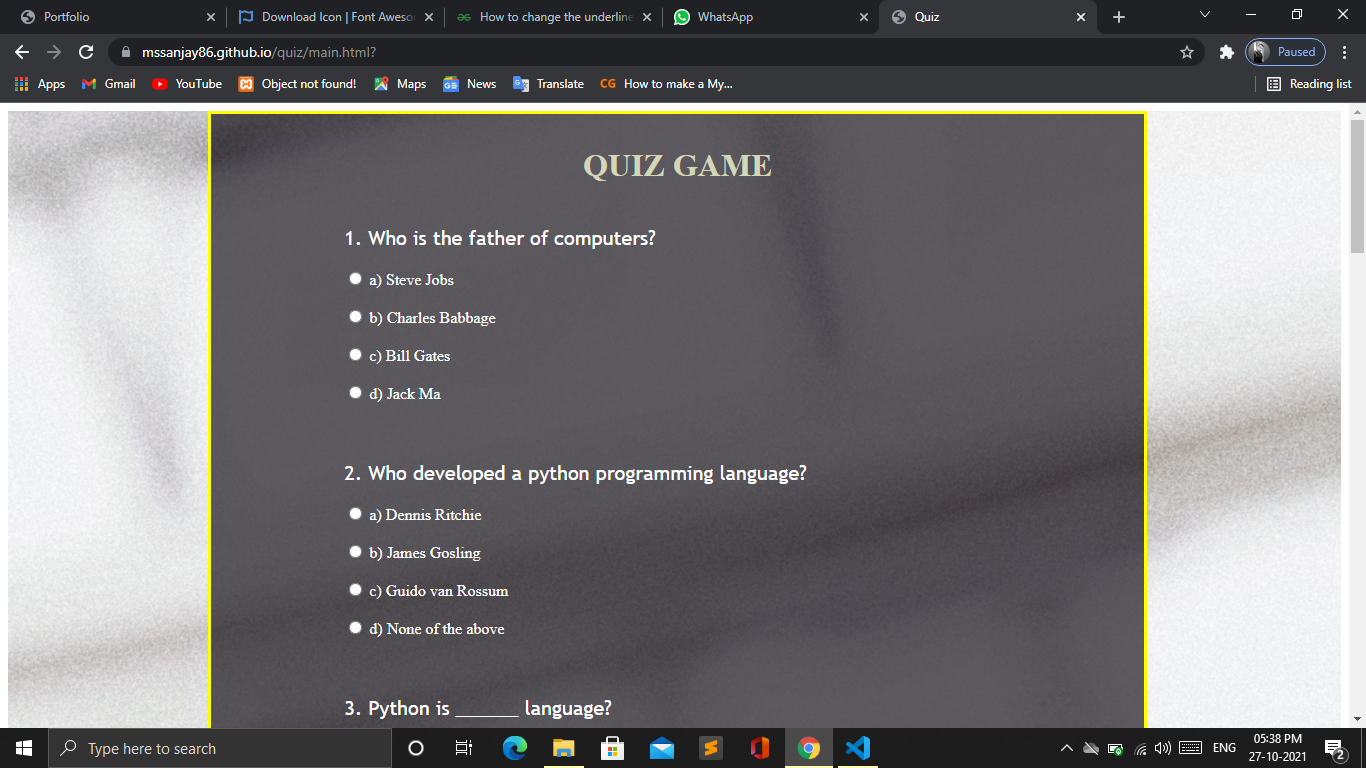 Portfolio
Download Icon | Font Aweso
How to change the underline
WhatsApp
Quiz
mssanjay86.github.io/quiz/main.html?
Paused
Apps
Gmail
YouTube
Object not found!
Maps
News
Translate
CG How to make a My...
Reading list
QUIZ GAME
1. Who is the father of computers?
a) Steve Jobs
b) Charles Babbage
c) Bill Gates
d) Jack Ma
2. Who developed a python programming language?
a) Dennis Ritchie
b) James Gosling
c) Guido van Rossum
d) None of the above
3. Python is ______ language?
Type here to search
ENG
05:38 PM
27-10-2021
2